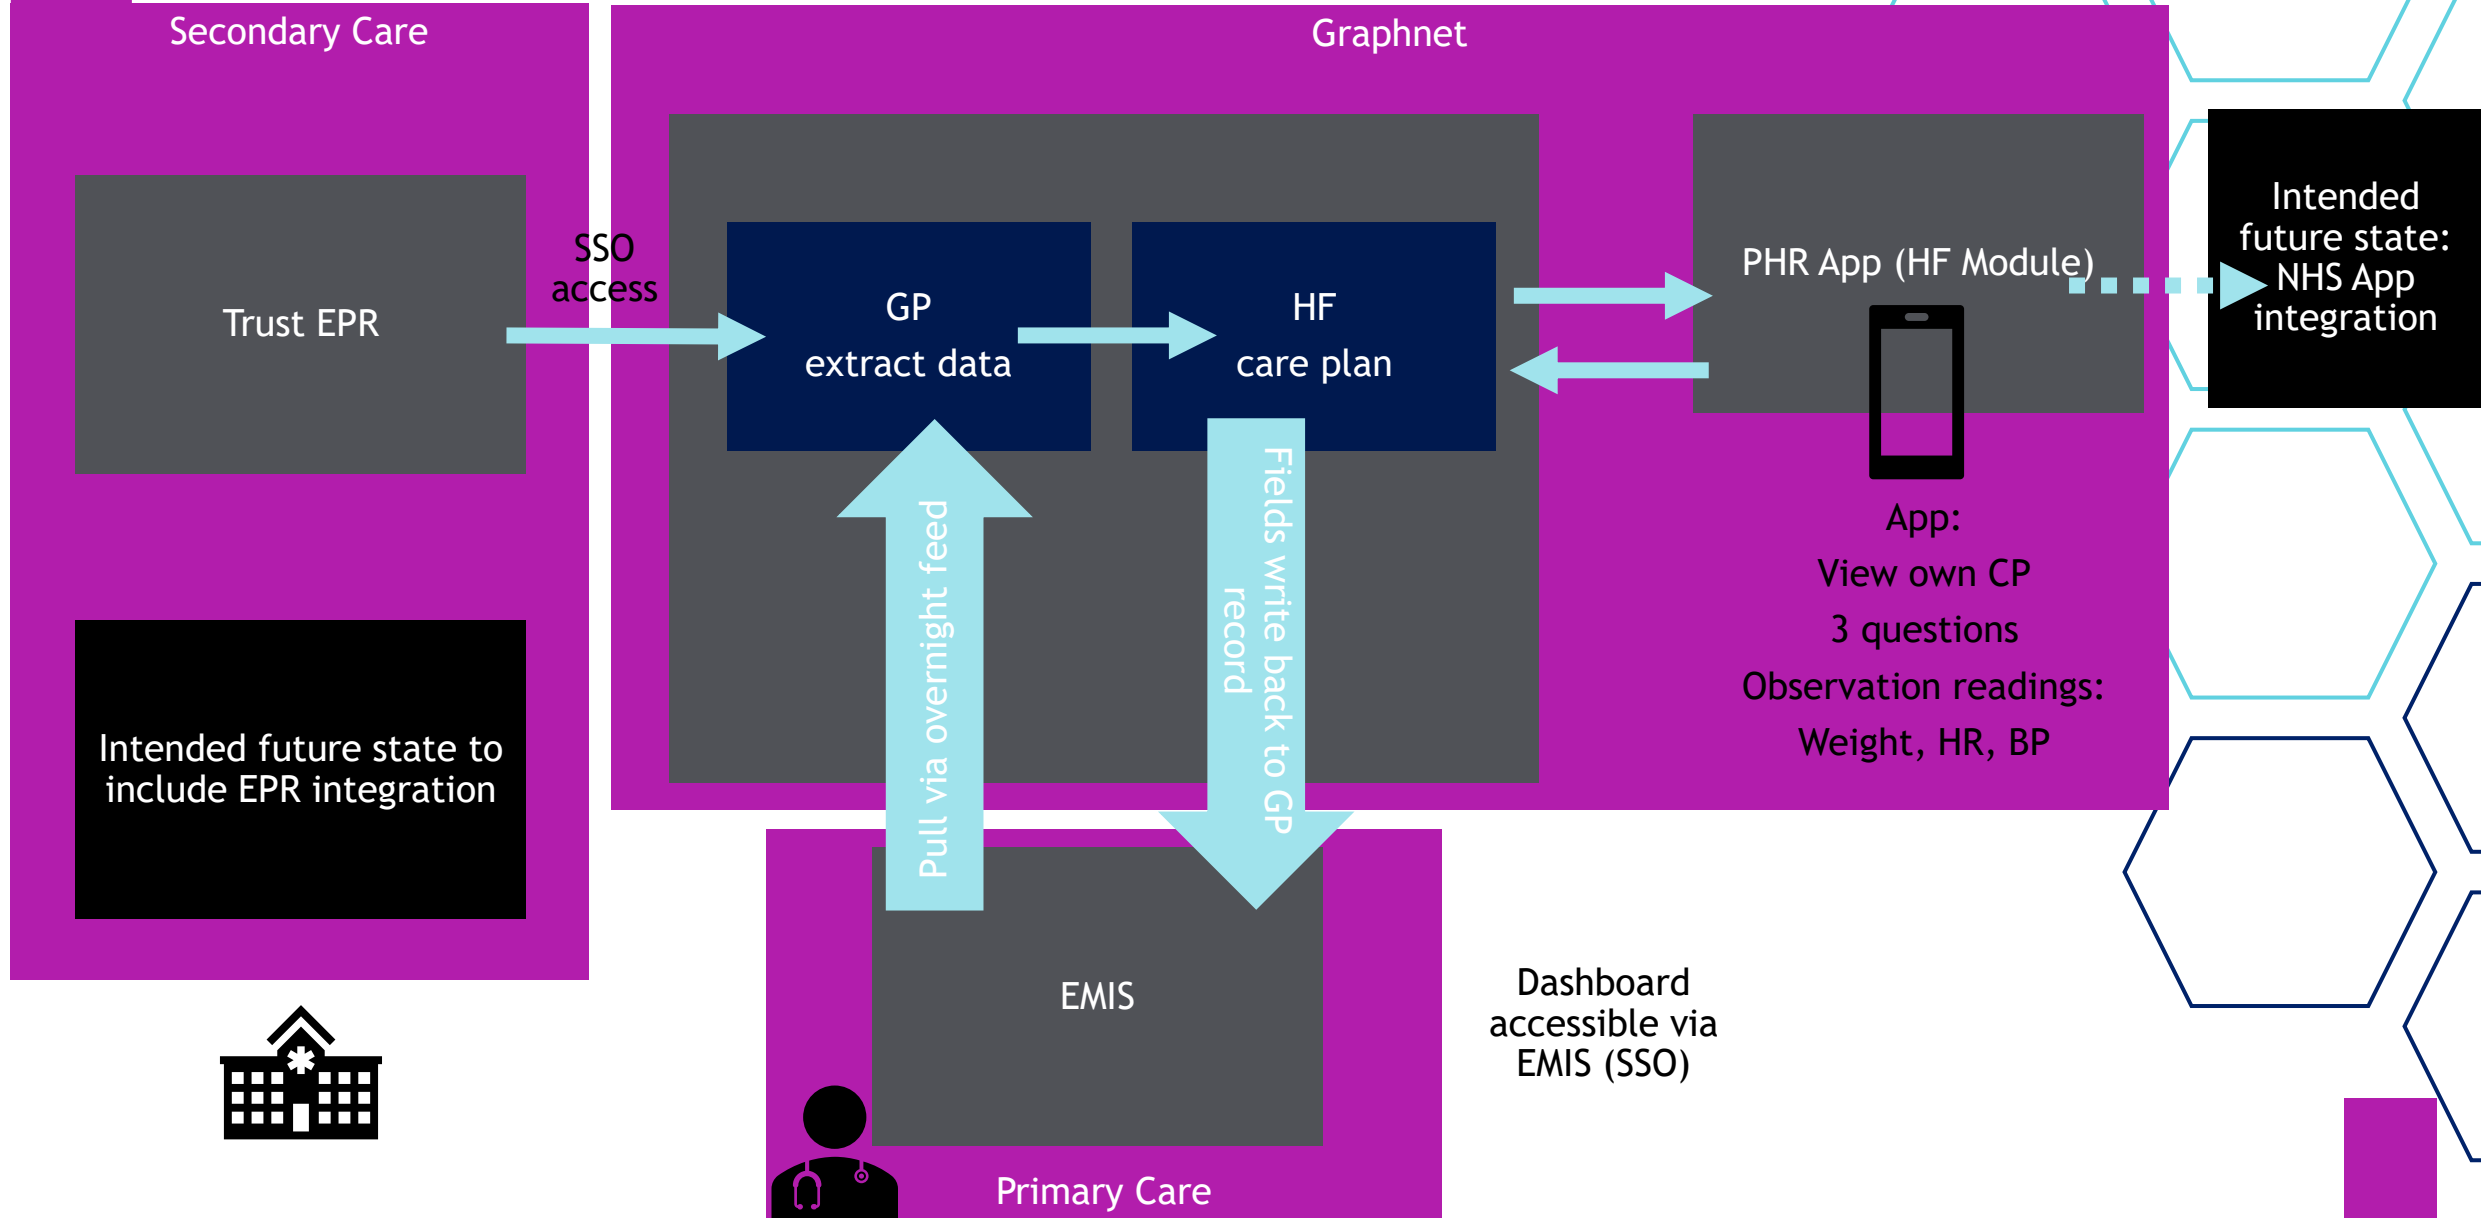 Secondary Care
Trust EPR
Intended future state to
include EPR integration
SSO
access
Graphnet
GP
extract data
HF
care plan
Pull via overnight feed
Fields write back to GP
record
PHR App (HF Module)
App:
View own CP
3 questions
Observation readings:
Weight, HR, BP
Intended
future state:
NHS App
integration
EMIS
Primary Care
Dashboard
accessible via
EMIS (SSO)